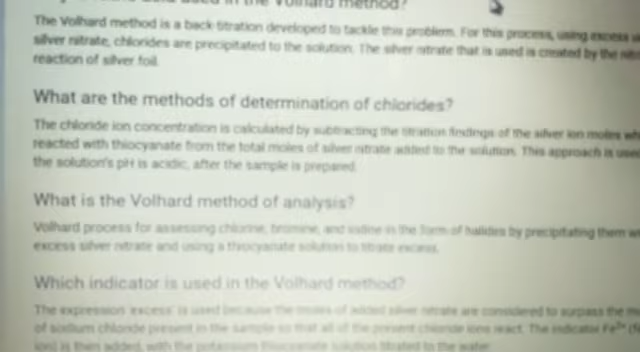 used in the Volhard method?
The Volhard method is a back titration developed to tackle this problem. For this process, using excess
silver nitrate, chlorides are precipitated to the solution. The silver nitrate that is used is created by the
reaction of silver foil.
What are the methods of determination of chlorides?
The chloride ion concentration is calculated by subtracting the titration findings of the silver ion moles
reacted with thiocyanate from the total moles of silver nitrate added to the solution. This approach is used
the solution's pH is acidic, after the sample is prepared.
What is the Volhard method of analysis?
Volhard process for assessing chlorine, bromine, and iodine in the form of halides by precipitating them
excess silver nitrate and using a thiocyanate solution to titrate excess.
Which indicator is used in the Volhard method?
The expression excess is used because the moles of added silver nitrate are considered to surpass the
of sodium chloride present in the sample so that all of the present chloride ions react. The indicator
ion) is then added, with the potassium thiocyanate solution titrated to the water